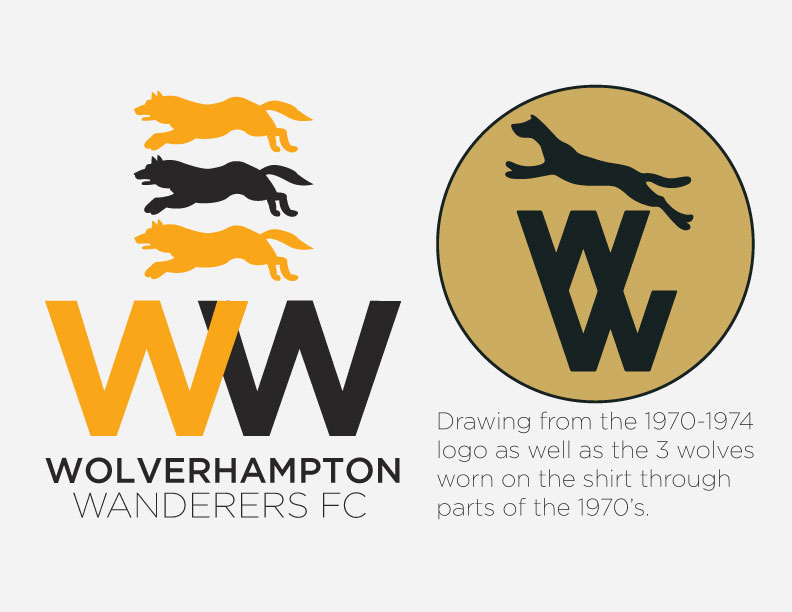 WW
WOLVERHAMPTON
WANDERERS FC
W
W
Drawing from the 1970-1974
logo as well as the 3 wolves
worn on the shirt through
parts of the 1970's.